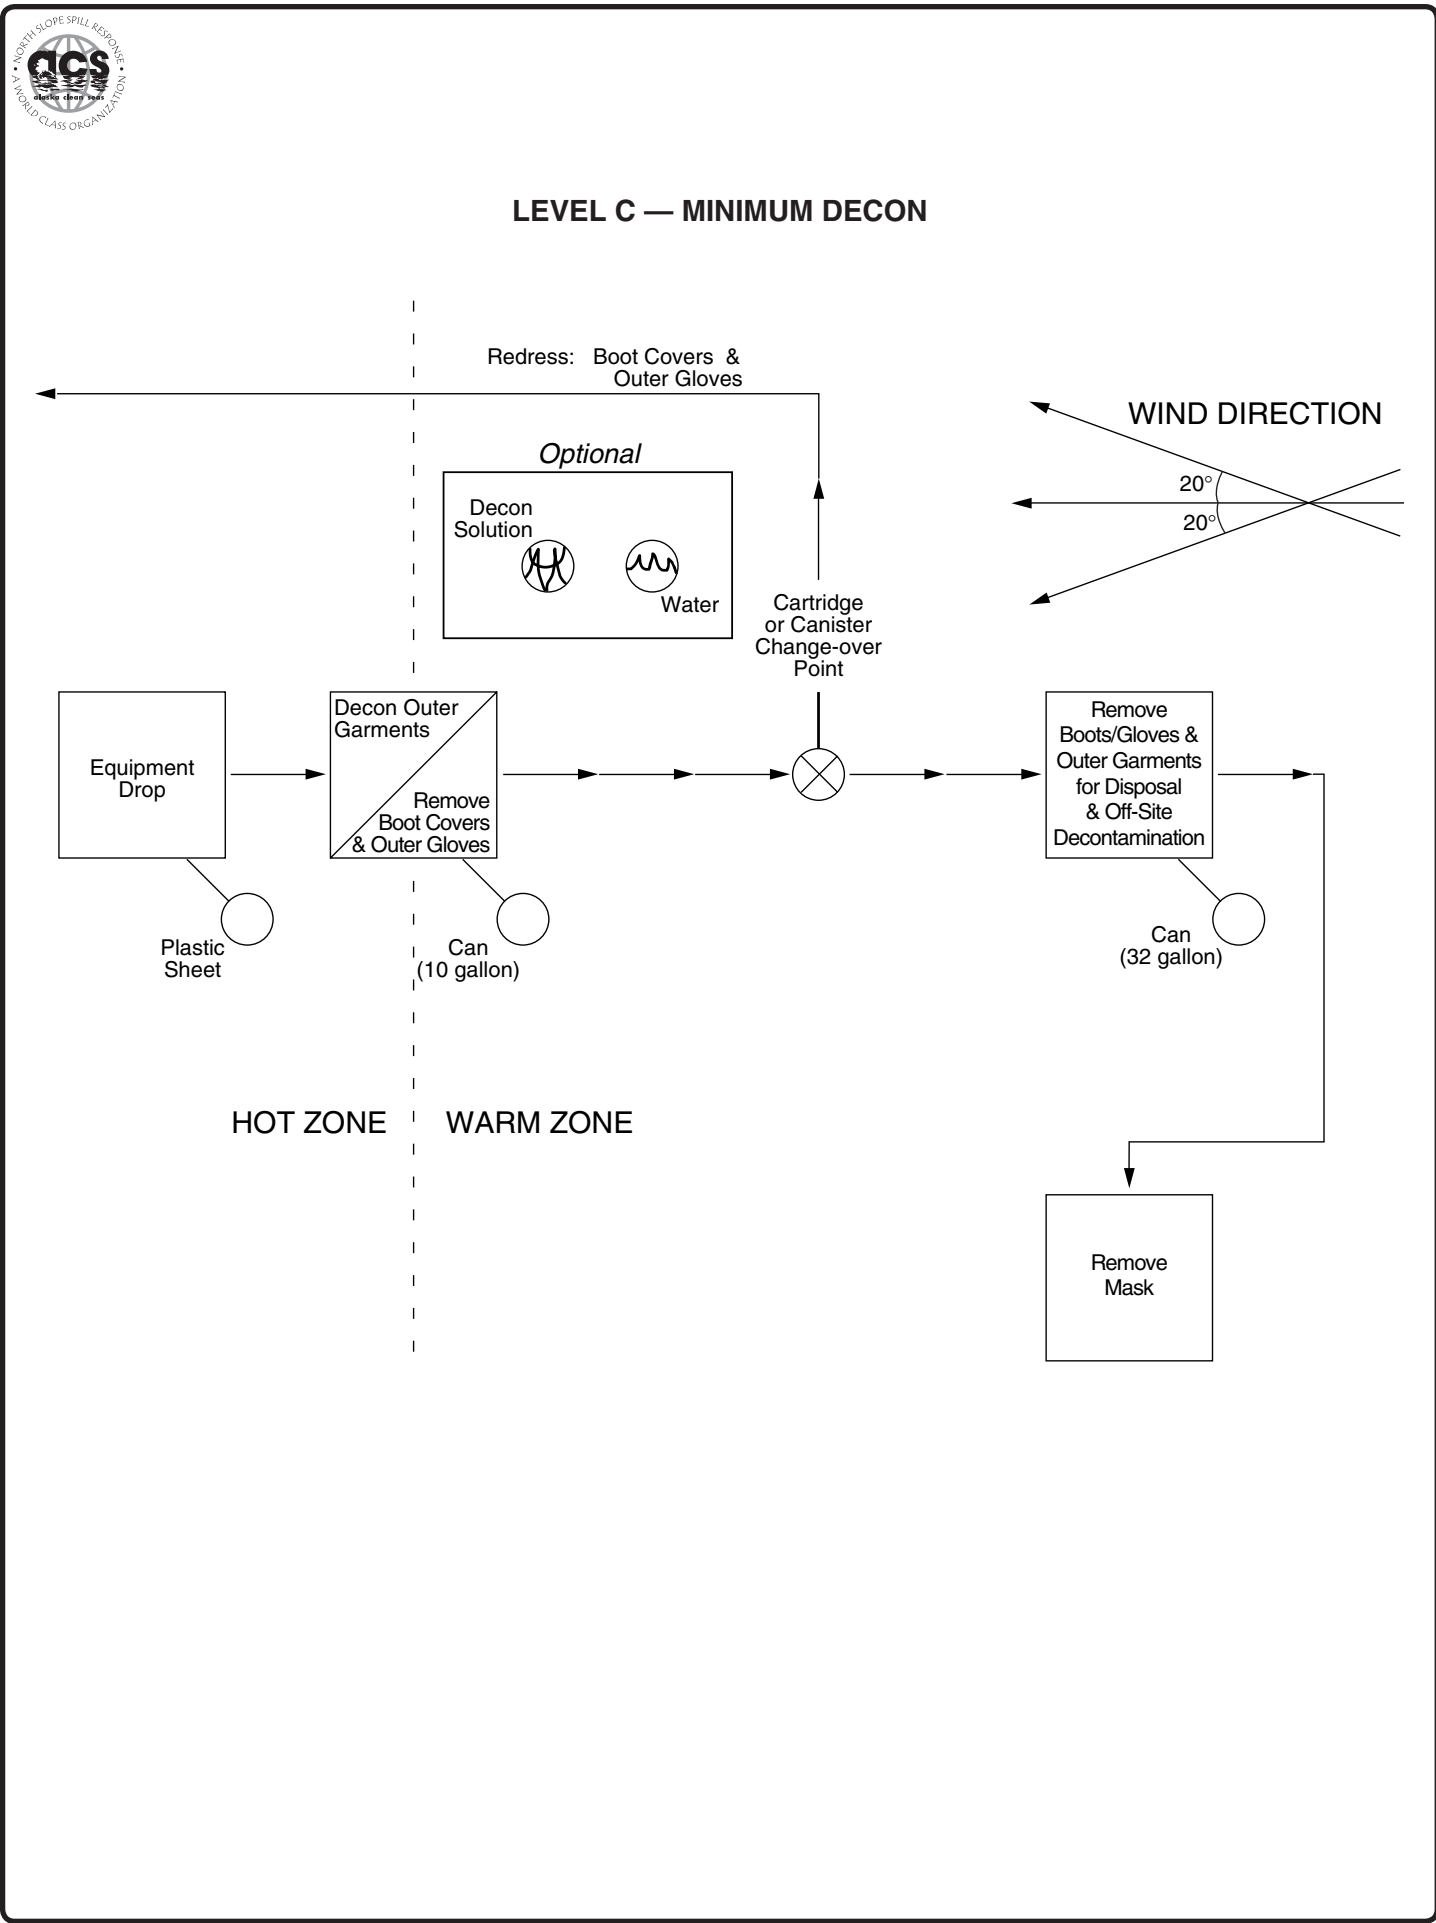 NORTH SLOPE SPILL RESPONSE
acs
alaska clean seas
A WORLD CLASS ORGANIZATION
LEVEL C — MINIMUM DECON
Redress: Boot Covers &
Outer Gloves
WIND DIRECTION
20°
20°
Optional
Decon
Solution
Water
Cartridge
or Canister
Change-over
Point
Equipment
Drop
Decon Outer
Garments
Remove
Boot Covers
& Outer Gloves
Remove
Boots/Gloves &
Outer Garments
for Disposal
& Off-Site
Decontamination
Plastic
Sheet
Can
(10 gallon)
Can
(32 gallon)
HOT ZONE
WARM ZONE
Remove
Mask